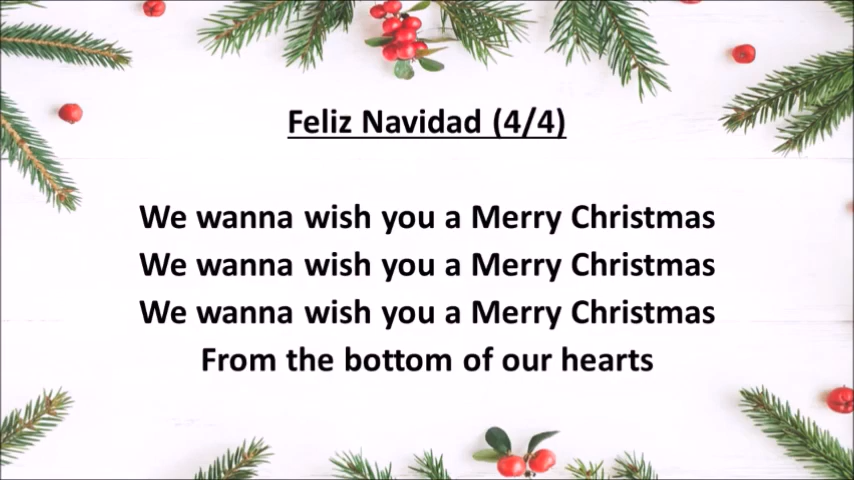 Feliz Navidad (4/4)
We wanna wish you a Merry Christmas
We wanna wish you a Merry Christmas
We wanna wish you a Merry Christmas
From the bottom of our hearts